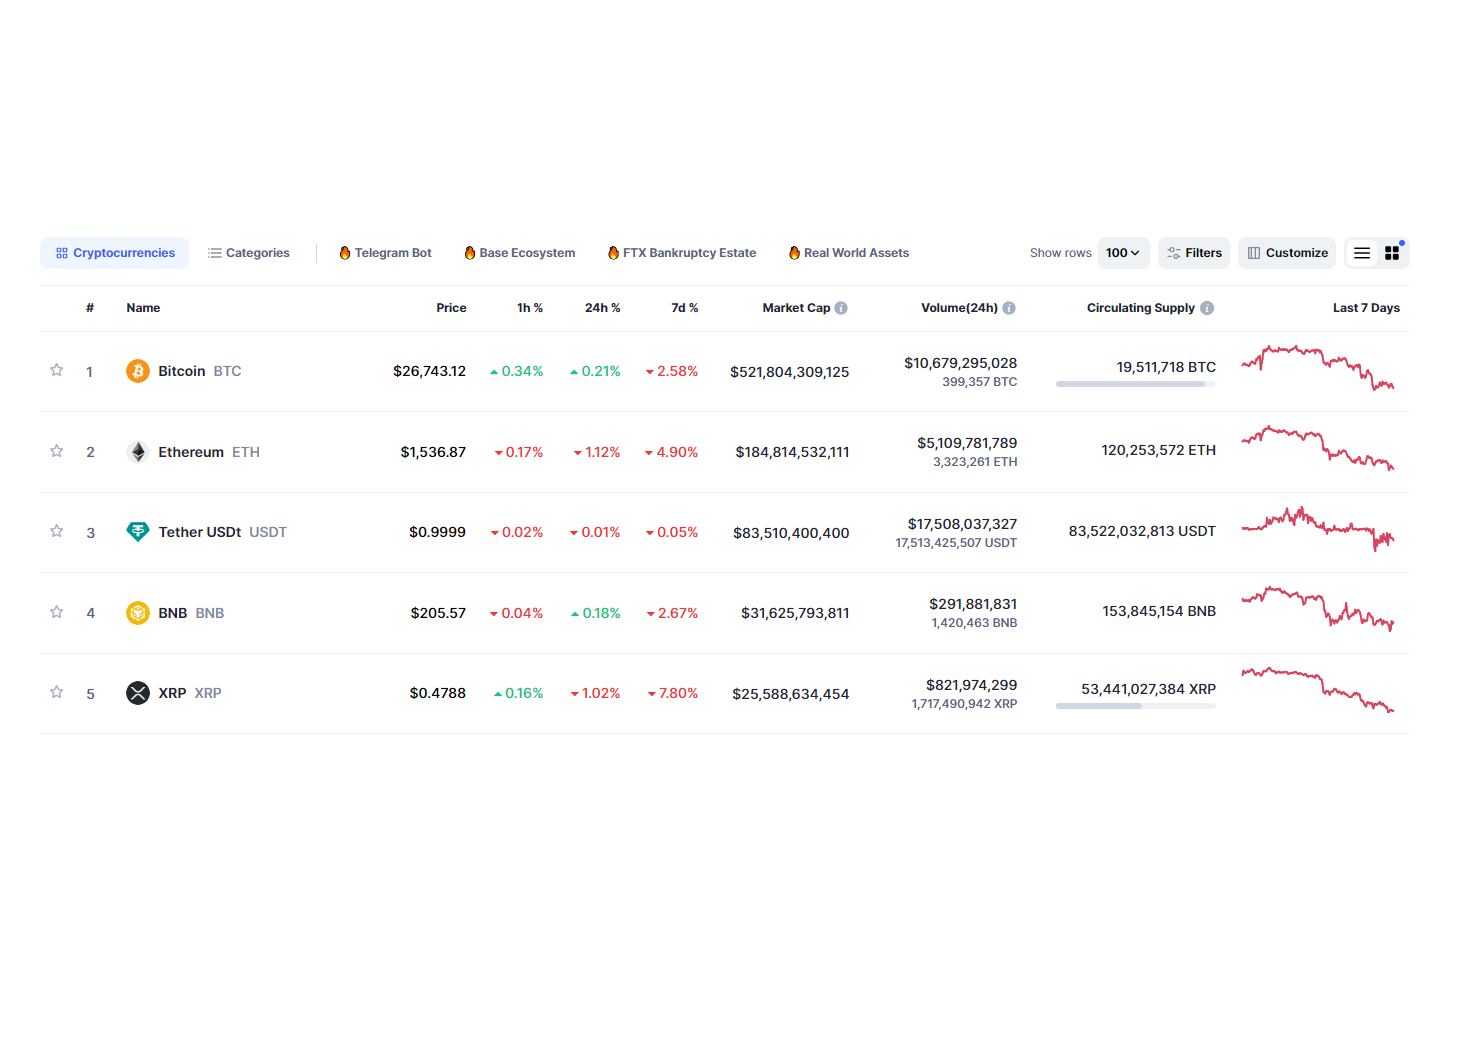 Cryptocurrencies Categories Telegram Bot Base Ecosystem FTX Bankruptcy Estate Real World Assets Show rows 100 Filters Customize
# Name Price 1h % 24h % 7d % Market Cap Volume(24h) Circulating Supply Last 7 Days
1 Bitcoin BTC $26,743.12 0.34% 0.21% 2.58% $521,804,309,125 $10,679,295,028 19,511,718 BTC
399,357 BTC
2 Ethereum ETH $1,536.87 0.17% 1.12% 4.90% $184,814,532,111 $5,109,781,789 120,253,572 ETH
3,323,261 ETH
3 Tether USDt USDT $0.9999 0.02% 0.01% 0.05% $83,510,400,400 $17,508,037,327 83,522,032,813 USDT
17,513,425,507 USDT
4 BNB BNB $205.57 0.04% 0.18% 2.67% $31,625,793,811 $291,881,831 153,845,154 BNB
1,420,463 BNB
5 XRP XRP $0.4788 0.16% 1.02% 7.80% $25,588,634,454 $821,974,299 53,441,027,384 XRP
1,717,490,942 XRP